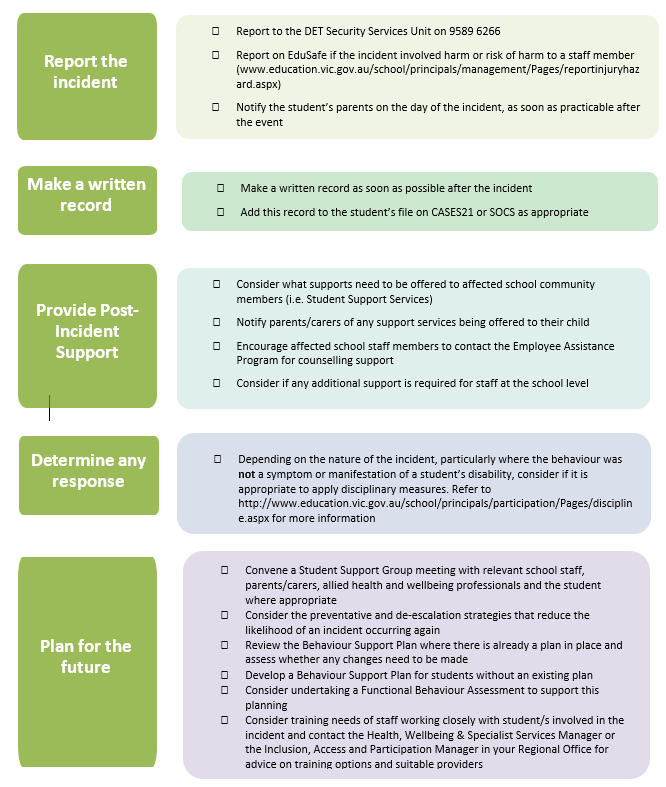 Report the
incident
☐ Report to the DET Security Services Unit on 9589 6266
☐ Report on EduSafe if the incident involved harm or risk of harm to a staff member
(www.education.vic.gov.au/school/principals/management/Pages/reportinjuryhaz
ard.aspx)
☐ Notify the student's parents on the day of the incident, as soon as practicable after
the event
Make a written
record
☐ Make a written record as soon as possible after the incident
☐ Add this record to the student's file on CASES21 or SOCS as appropriate
Provide Post-
Incident
Support
☐ Consider what supports need to be offered to affected school community
members (i.e. Student Support Services)
☐ Notify parents/carers of any support services being offered to their child
☐ Encourage affected school staff members to contact the Employee Assistance
Program for counselling support
☐ Consider if any additional support is required for staff at the school level
Determine any
response
☐ Depending on the nature of the incident, particularly where the behaviour was
not a symptom or manifestation of a student's disability, consider if it is
appropriate to apply disciplinary measures. Refer to
http://www.education.vic.gov.au/school/principals/participation/Pages/disciplin
e.aspx for more information
Plan for the
future
☐ Convene a Student Support Group meeting with relevant school staff,
parents/carers, allied health and wellbeing professionals and the student
where appropriate
☐ Consider the preventative and de-escalation strategies that reduce the
likelihood of an incident occurring again
☐ Review the Behaviour Support Plan where there is already a plan in place and
assess whether any changes need to be made
☐ Develop a Behaviour Support Plan for students without an existing plan
☐ Consider undertaking a Functional Behaviour Assessment to support this
planning
☐ Consider training needs of staff working closely with student/s involved in the
incident and contact the Health, Wellbeing & Specialist Services Manager or
the Inclusion, Access and Participation Manager in your Regional Office for
advice on training options and suitable providers